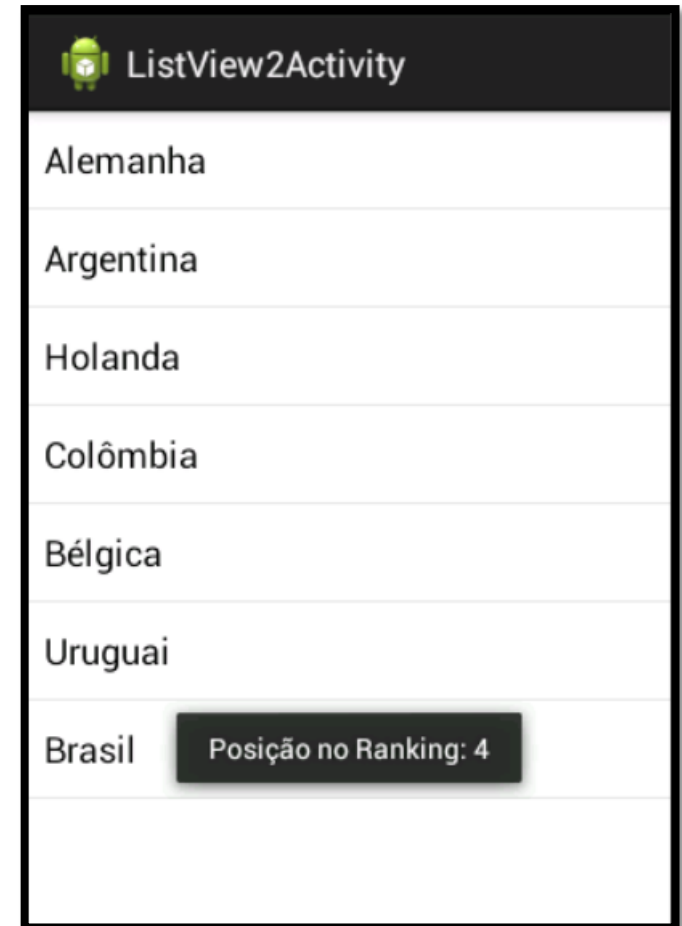 ListView2Activity
Alemanha
Argentina
Holanda
Colômbia
Bélgica
Uruguai
Brasil
Posição no Ranking: 4